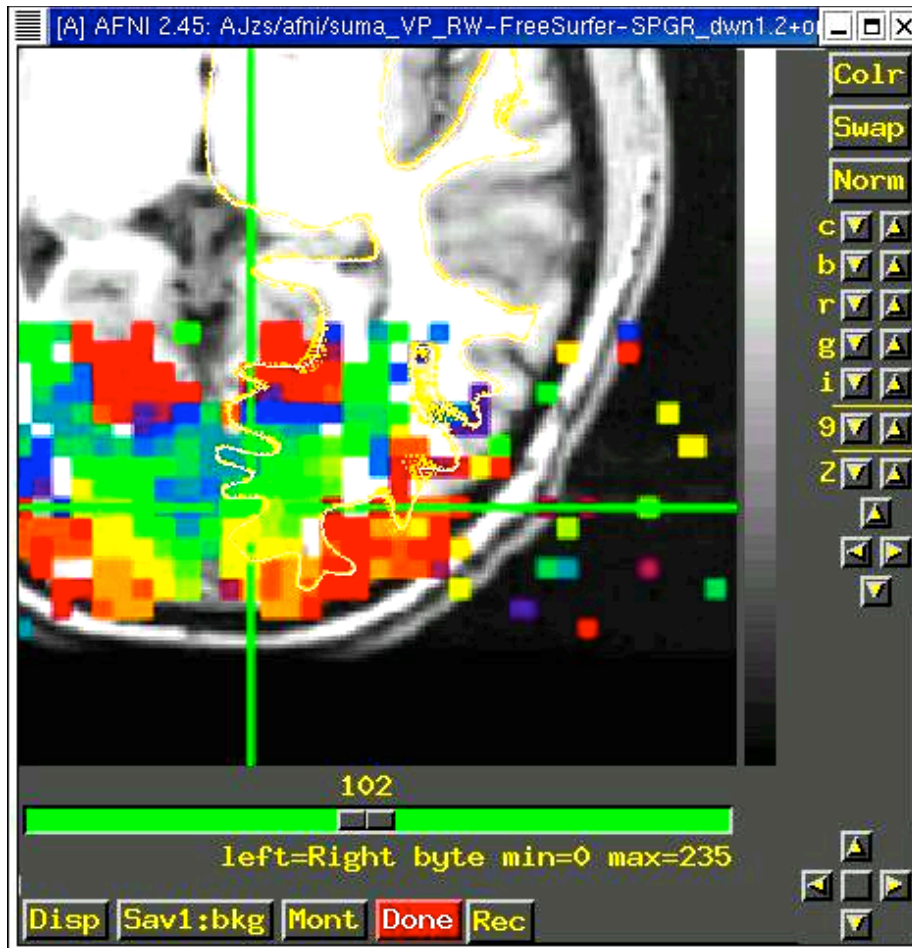 [A] AFNI 2.45: AJzs/afni/suma_VP_RW-FreeSurfer-SPGR_dwn1.2+or
Colr
Swap
Norm
c
b
r
g
i
9
Z
102
left=Right byte min=0 max=235
Disp Sav1:bkg Mont Done Rec